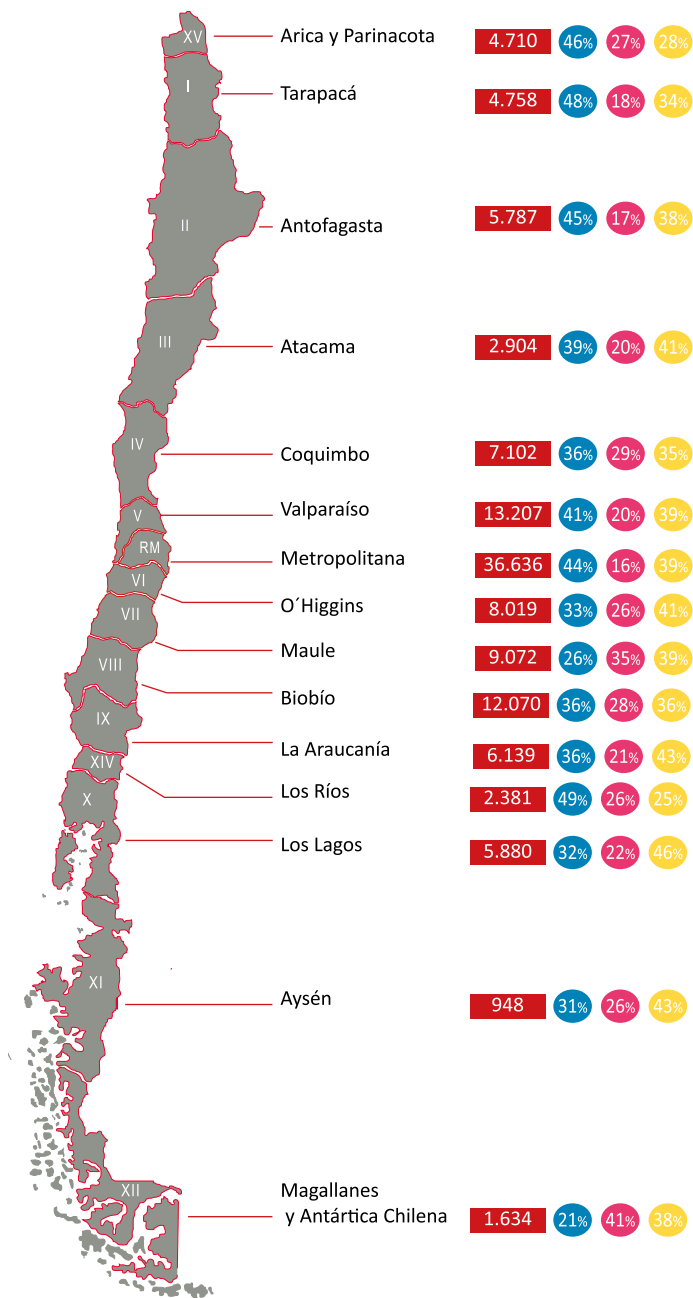 XV Arica y Parinacota 4.710 46% 27% 28%
I Tarapacá 4.758 48% 18% 34%
II Antofagasta 5.787 45% 17% 38%
III Atacama 2.904 39% 20% 41%
IV Coquimbo 7.102 36% 29% 35%
V Valparaíso 13.207 41% 20% 39%
RM Metropolitana 36.636 44% 16% 39%
VI O´Higgins 8.019 33% 26% 41%
VII Maule 9.072 26% 35% 39%
VIII Biobío 12.070 36% 28% 36%
IX La Araucanía 6.139 36% 21% 43%
XIV Los Ríos 2.381 49% 26% 25%
X Los Lagos 5.880 32% 22% 46%
XI Aysén 948 31% 26% 43%
XII Magallanes
y Antártica Chilena 1.634 21% 41% 38%